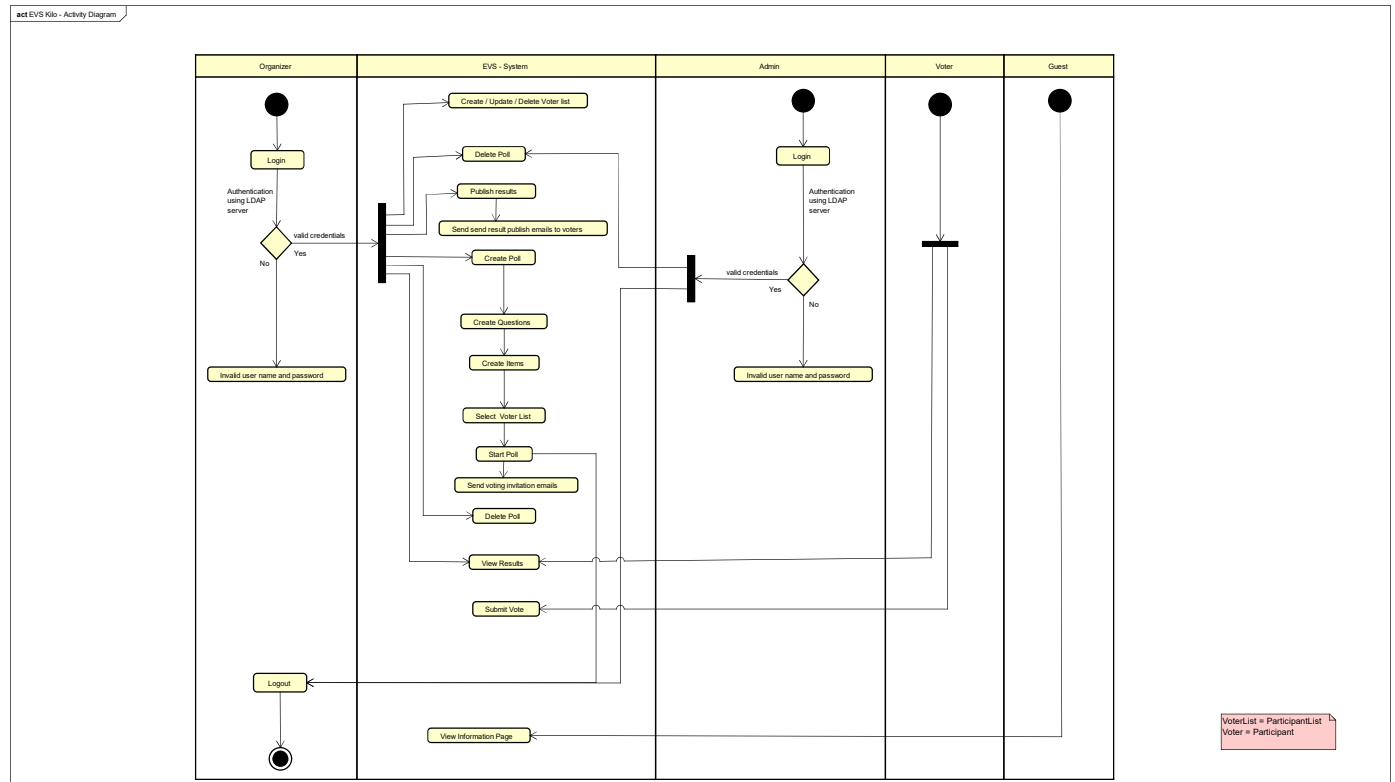 act EVS Kilo - Activity Diagram
Organizer
EVS - System
Admin
Voter
Guest
Create / Update / Delete Voter list
Login
Delete Poll
Login
Authentication
using LDAP
server
Publish results
Authentication
using LDAP
server
Send send result publish emails to voters
valid credentials
Yes
No
Create Poll
valid credentials
Yes
No
Create Questions
Create Items
Invalid user name and password
Invalid user name and password
Select Voter List
Start Poll
Send voting invitation emails
Delete Poll
View Results
Submit Vote
Logout
View Information Page
VoterList = ParticipantList
Voter = Participant